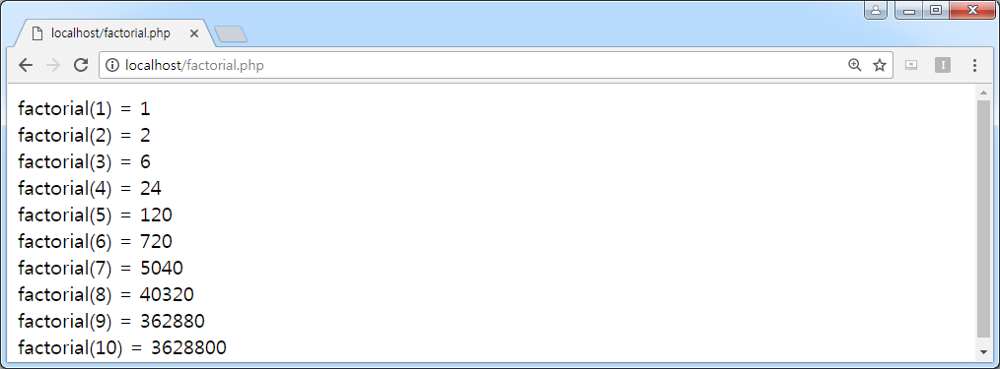 localhost/factorial.php
localhost/factorial.php
factorial(1) = 1
factorial(2) = 2
factorial(3) = 6
factorial(4) = 24
factorial(5) = 120
factorial(6) = 720
factorial(7) = 5040
factorial(8) = 40320
factorial(9) = 362880
factorial(10) = 3628800